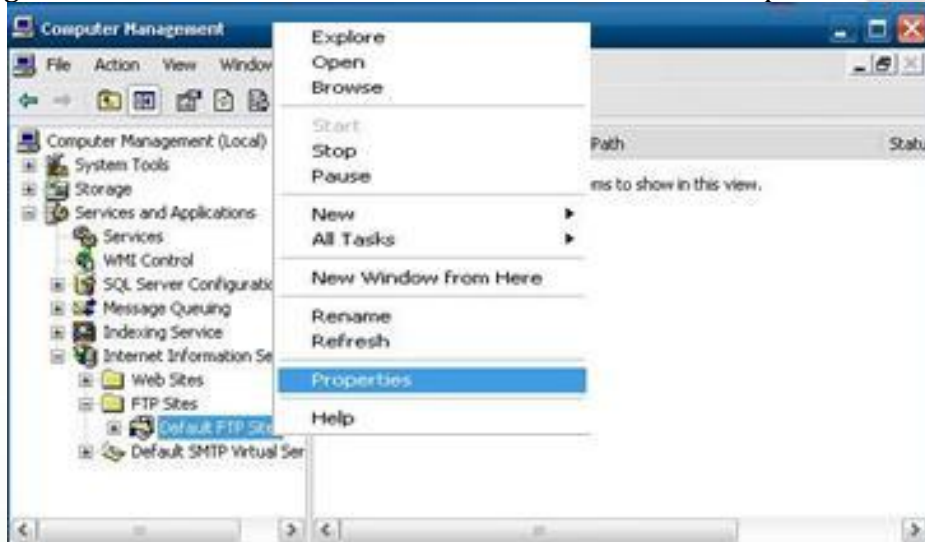 Computer Management
File Action View Window
Computer Management (Local)
System Tools
Storage
Services and Applications
Services
WMI Control
SQL Server Configuratio
Message Queuing
Indexing Service
Internet Information Se
Web Sites
FTP Sites
Default FTP Site
Default SMTP Virtual Ser
Explore
Open
Browse
Start
Stop
Pause
New
All Tasks
New Window from Here
Rename
Refresh
Properties
Help
Path Statu
ms to show in this view.